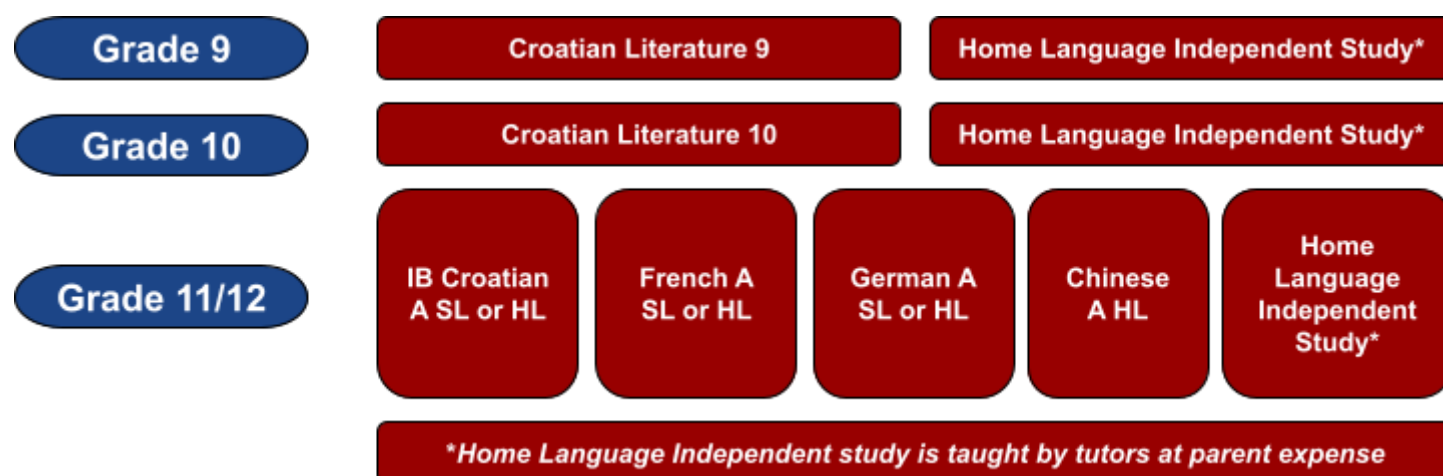 Grade 9
Croatian Literature 9
Home Language Independent Study*
Grade 10
Croatian Literature 10
Home Language Independent Study*
Grade 11/12
IB Croatian
A SL or HL
French A
SL or HL
German A
SL or HL
Chinese
A HL
Home
Language
Independent
Study*
*Home Language Independent study is taught by tutors at parent expense